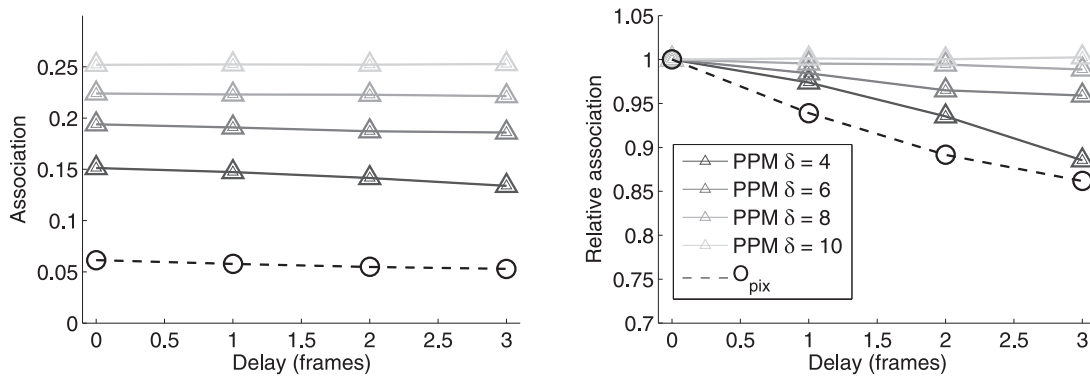 Association
0.25
0.2
0.15
0.1
0.05
0
0 0.5 1 1.5 2 2.5 3
Delay (frames)
Relative association
1.05
1
0.95
0.9
0.85
0.8
0.75
0.7
PPM δ = 4
PPM δ = 6
PPM δ = 8
PPM δ = 10
O_pix
0 0.5 1 1.5 2 2.5 3
Delay (frames)